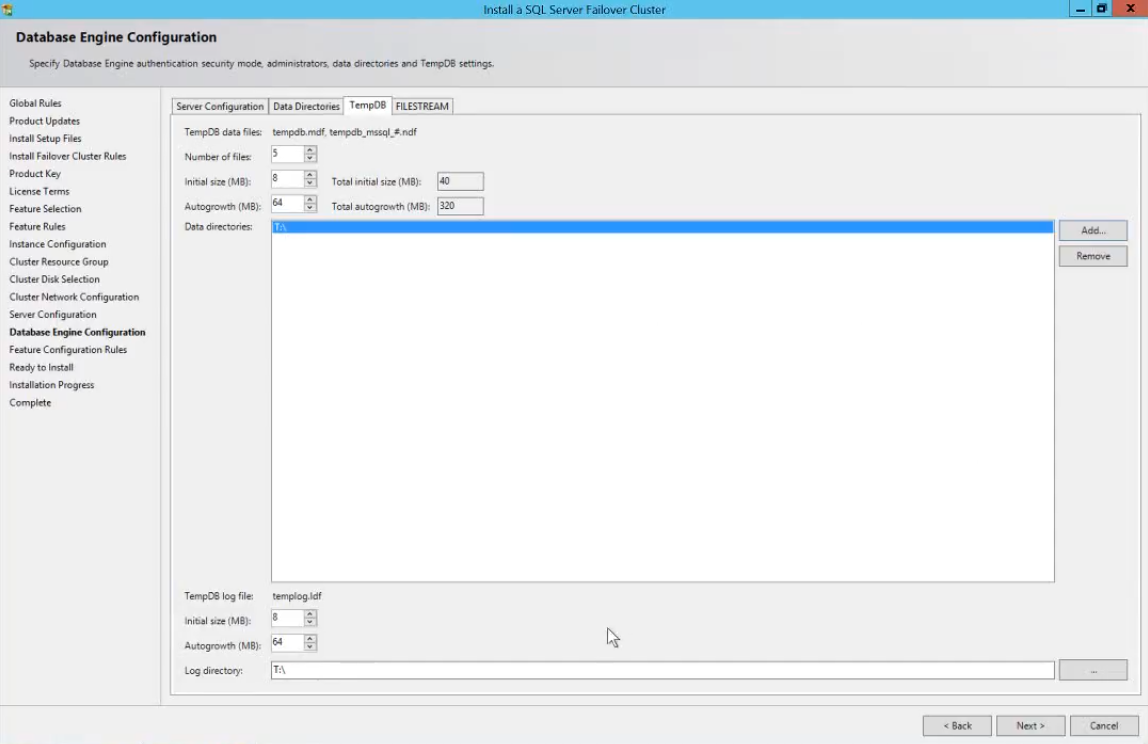 Install a SQL Server Failover Cluster
Database Engine Configuration
Specify Database Engine authentication security mode, administrators, data directories and TempDB settings.
Global Rules
Product Updates
Install Setup Files
Install Failover Cluster Rules
Product Key
License Terms
Feature Selection
Feature Rules
Instance Configuration
Cluster Resource Group
Cluster Disk Selection
Cluster Network Configuration
Server Configuration
Database Engine Configuration
Feature Configuration Rules
Ready to Install
Installation Progress
Complete
Server Configuration Data Directories TempDB FILESTREAM
TempDB data files: tempdb.mdf, tempdb_mssql_#.ndf
Number of files: 5
Initial size (MB): 8 Total initial size (MB): 40
Autogrowth (MB): 64 Total autogrowth (MB): 320
Data directories: T:\
Add...
Remove
TempDB log file: templog.ldf
Initial size (MB): 8
Autogrowth (MB): 64
Log directory: T:\ ...
< Back Next > Cancel